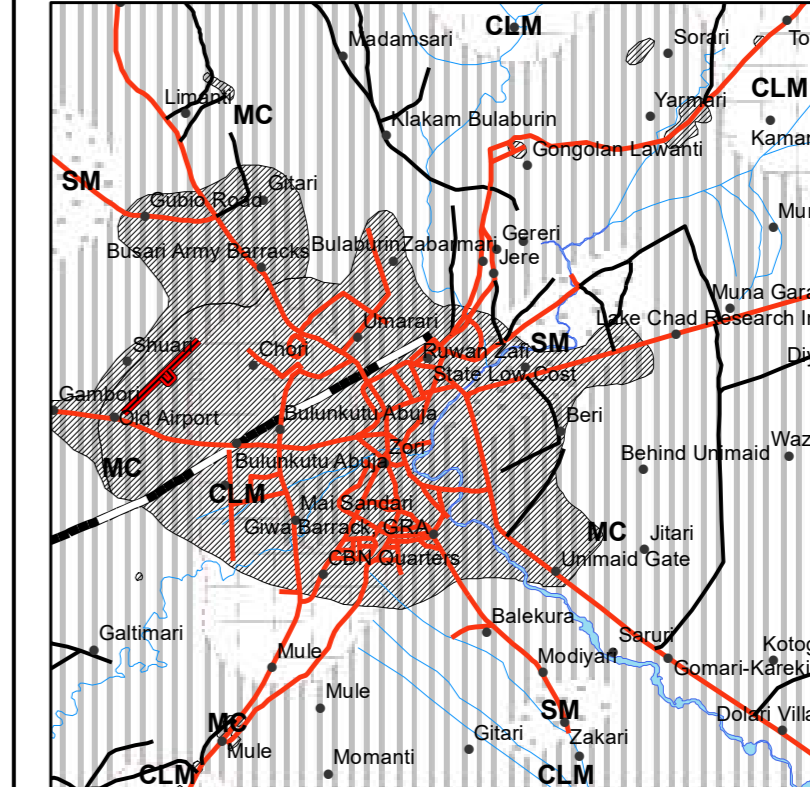 CLM
Madamsari
Sorari
To
CLM
Limanti
MC
Yarmari
Klakam Bulaburin
Kamar
Gongolan Lawanti
SM
Gitari
Gubio Road
Mur
Gereri
Busari Army Barracks
Bulaburin
Zabarmari
Jere
Muna Gara
Umarari
Lake Chad Research In
Shuari
Chori
Ruwan Zafi
SM
Diy
State Low Cost
Gambori
Old Airport
Bulunkutu Abuja
Beri
Zori
Behind Unimaid
Waz
Bulunkutu Abuja
MC
CLM
Mai Sandari
Giwa Barrack, GRA
MC
Jitari
CBN Quarters
Unimaid Gate
Balekura
Galtimari
Saruri
Mule
Modiyari
Kotog
Gomari-Kareki
Mule
SM
Dolari Villa
MC
Mule
Gitari
Zakari
Momanti
CLM
CLM